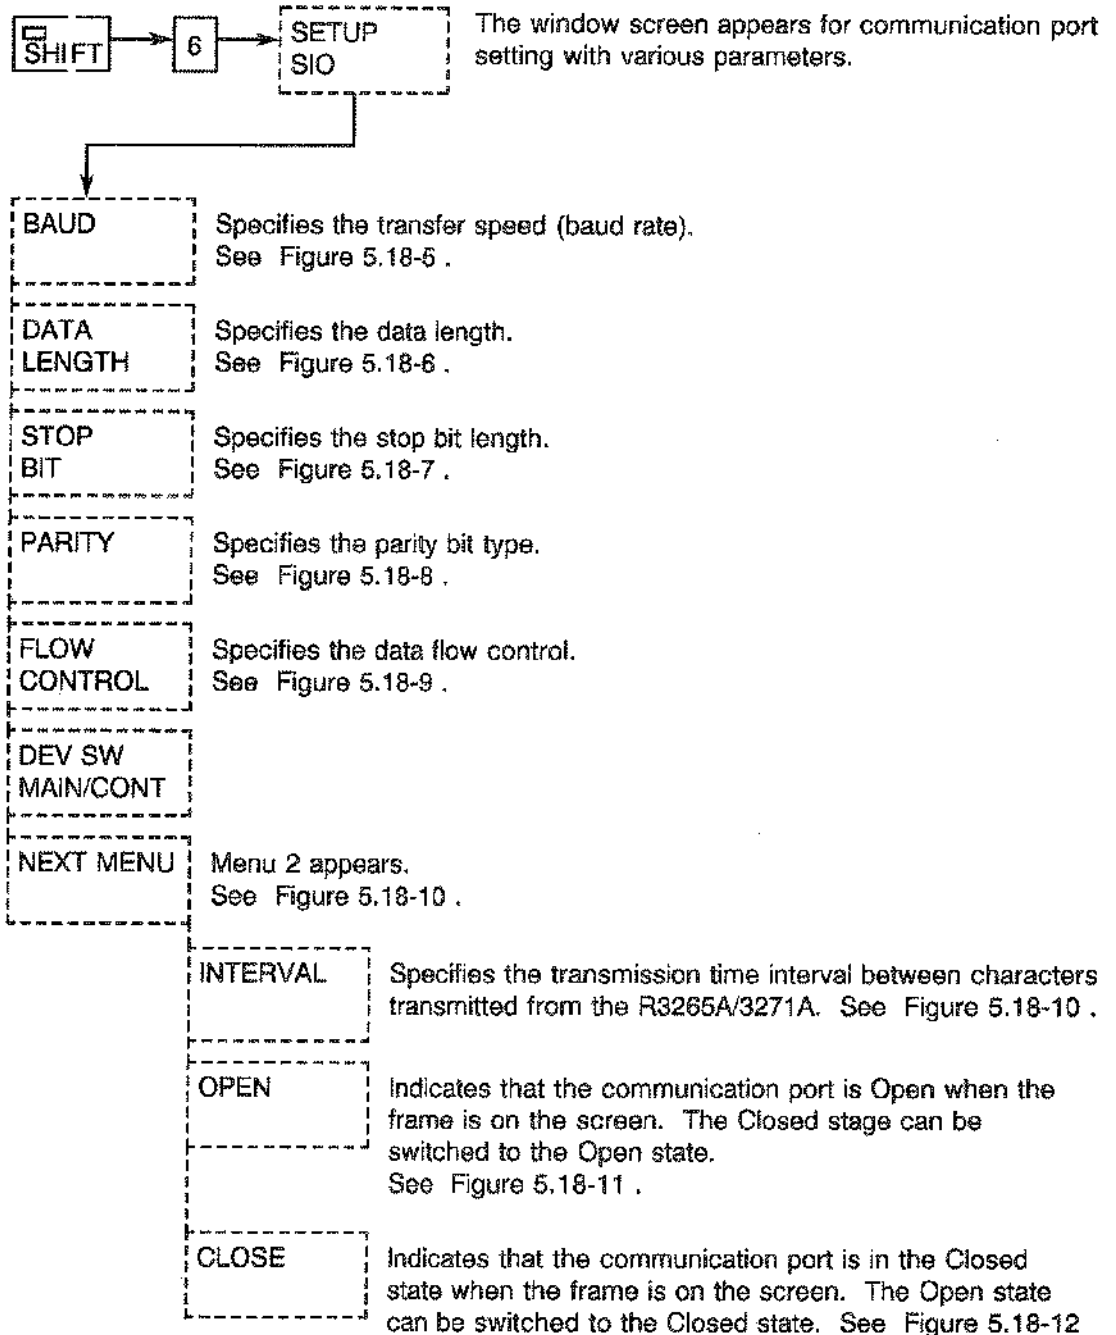 SHIFT
6
SETUP
SIO
The window screen appears for communication port
setting with various parameters.
BAUD
Specifies the transfer speed (baud rate).
See Figure 5.18-6 .
DATA
LENGTH
Specifies the data length.
See Figure 5.18-6 .
STOP
BIT
Specifies the stop bit length.
See Figure 5.18-7 .
PARITY
Specifies the parity bit type.
See Figure 5.18-8 .
FLOW
CONTROL
Specifies the data flow control.
See Figure 5.18-9 .
DEV SW
MAIN/CONT
NEXT MENU
Menu 2 appears.
See Figure 5.18-10 .
INTERVAL
Specifies the transmission time interval between characters
transmitted from the R3265A/3271A. See Figure 5.18-10 .
OPEN
Indicates that the communication port is Open when the
frame is on the screen. The Closed stage can be
switched to the Open state.
See Figure 5.18-11 .
CLOSE
Indicates that the communication port is in the Closed
state when the frame is on the screen. The Open state
can be switched to the Closed state. See Figure 5.18-12